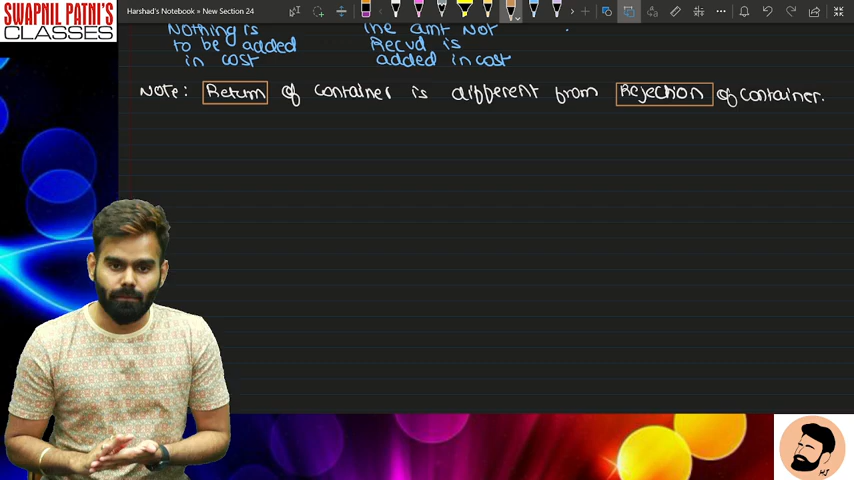 SWAPNIL PATNI'S
CLASSES
Harshad's Notebook » New Section 24
Nothing is
to be added
in cost
The amt Not
Recvd is
added in cost
Note: Return of container is different from Rejection of container.